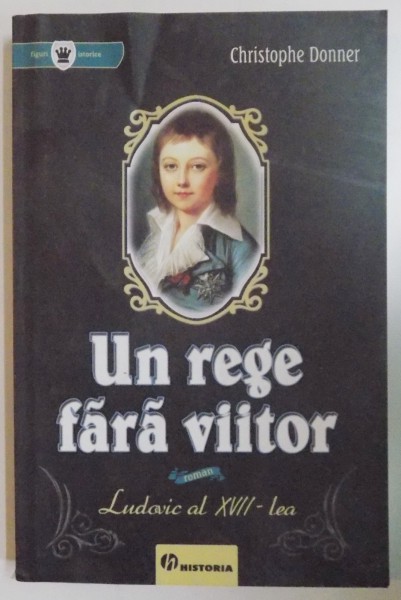 figuri istorice
Christophe Donner
Un rege
fără viitor
roman
Ludovic al XVII-lea
h HISTORIA